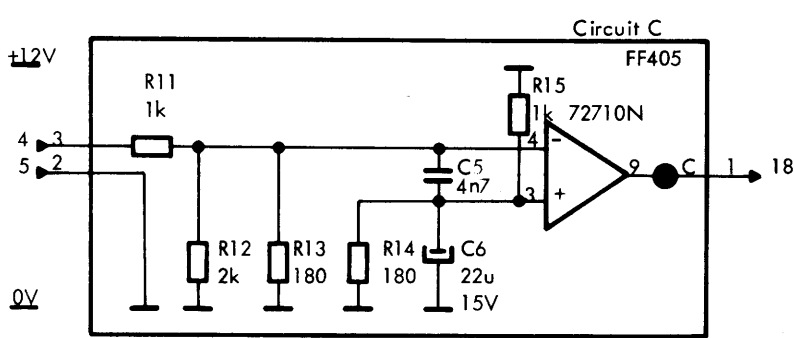 Circuit C
FF405
+12V
R11
1k
R15
1k
72710N
4
3
4
-
5
2
C5
4n7
9
C
1
18
3
+
R12
2k
R13
180
R14
180
C6
22u
15V
0V